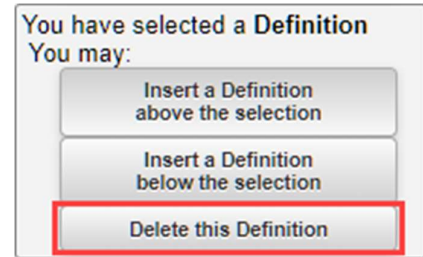 You have selected a Definition
You may:
Insert a Definition
above the selection
Insert a Definition
below the selection
Delete this Definition